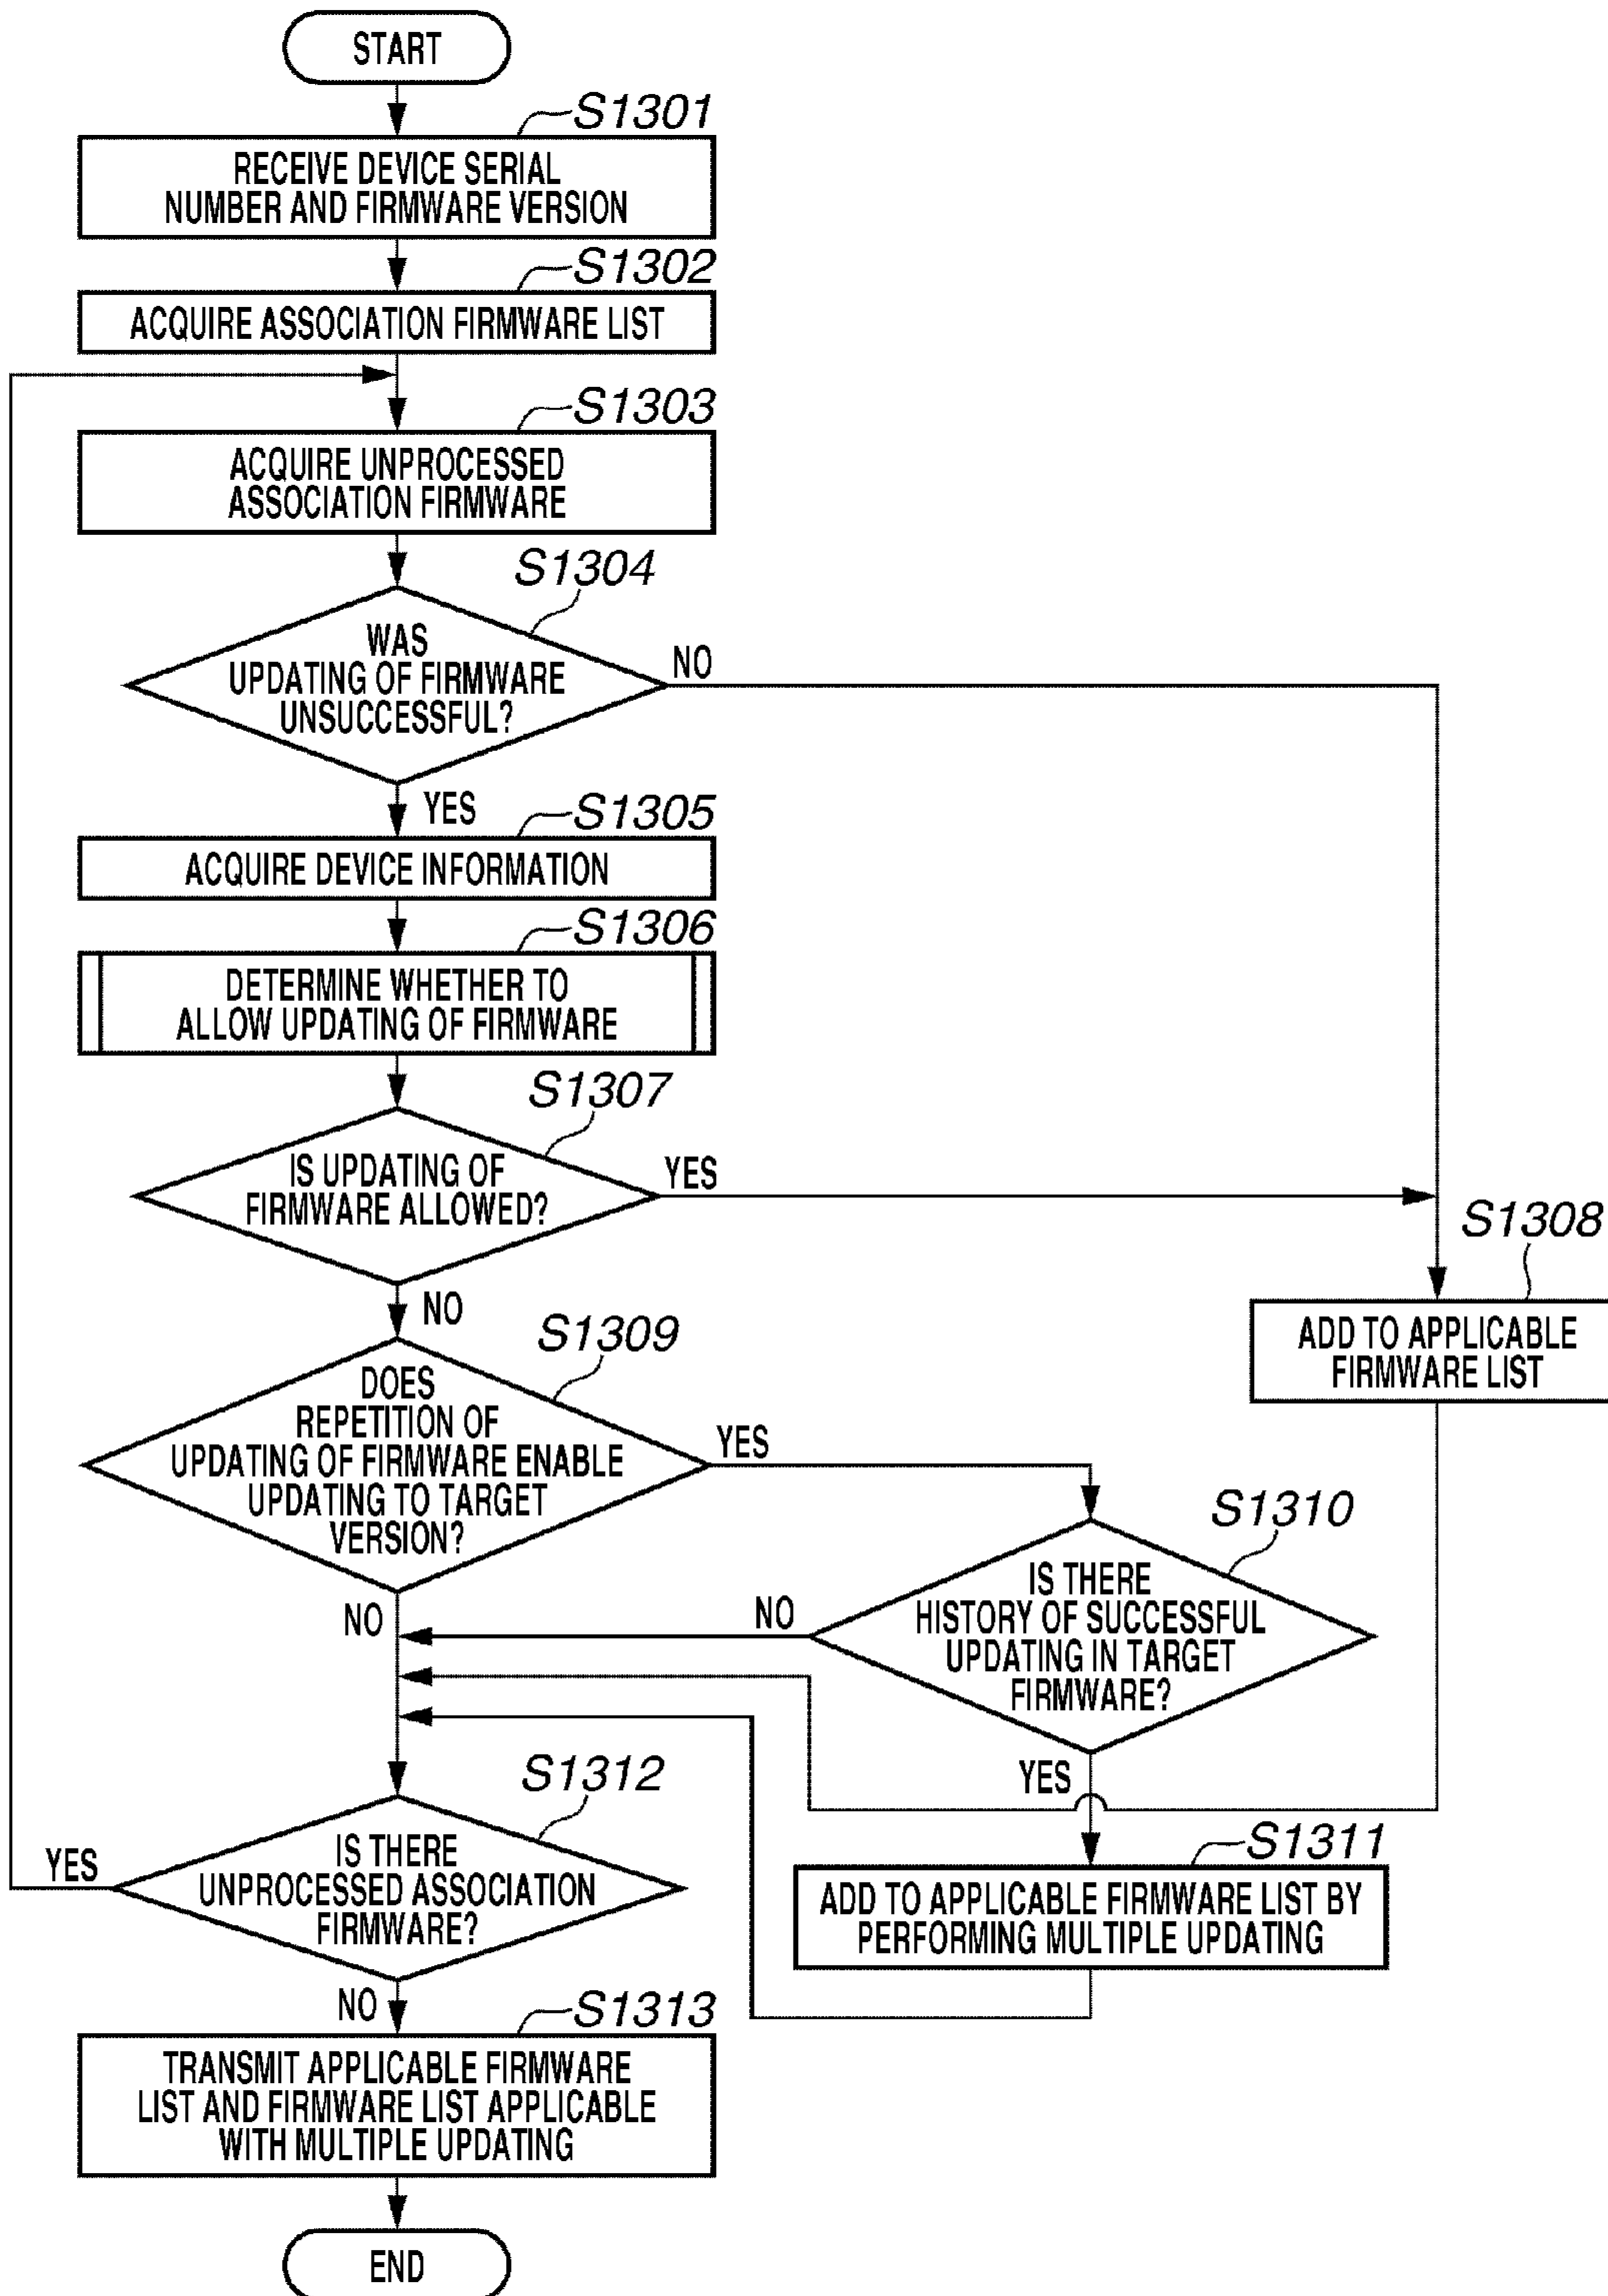 START
S1301
RECEIVE DEVICE SERIAL
NUMBER AND FIRMWARE VERSION
S1302
ACQUIRE ASSOCIATION FIRMWARE LIST
S1303
ACQUIRE UNPROCESSED
ASSOCIATION FIRMWARE
S1304
WAS
UPDATING OF FIRMWARE
UNSUCCESSFUL?
NO
YES
S1305
ACQUIRE DEVICE INFORMATION
S1306
DETERMINE WHETHER TO
ALLOW UPDATING OF FIRMWARE
S1307
IS UPDATING OF
FIRMWARE ALLOWED?
YES
NO
S1308
ADD TO APPLICABLE
FIRMWARE LIST
S1309
DOES
REPETITION OF
UPDATING OF FIRMWARE ENABLE
UPDATING TO TARGET
VERSION?
YES
NO
S1310
IS THERE
HISTORY OF SUCCESSFUL
UPDATING IN TARGET
FIRMWARE?
NO
YES
S1311
ADD TO APPLICABLE FIRMWARE LIST BY
PERFORMING MULTIPLE UPDATING
S1312
IS THERE
UNPROCESSED ASSOCIATION
FIRMWARE?
YES
NO
S1313
TRANSMIT APPLICABLE FIRMWARE
LIST AND FIRMWARE LIST APPLICABLE
WITH MULTIPLE UPDATING
END